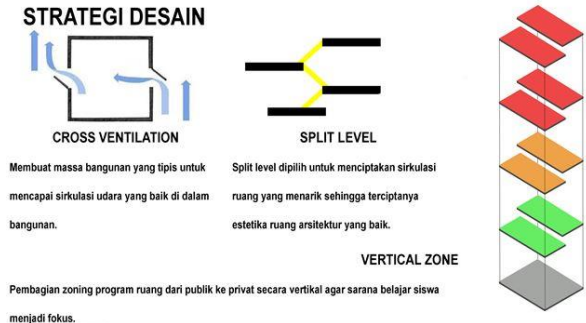 STRATEGI DESAIN
CROSS VENTILATION
Membuat massa bangunan yang tipis untuk
mencapai sirkulasi udara yang baik di dalam
bangunan.
SPLIT LEVEL
Split level dipilih untuk menciptakan sirkulasi
ruang yang menarik sehingga terciptanya
estetika ruang arsitektur yang baik.
VERTICAL ZONE
Pembagian zoning program ruang dari publik ke privat secara vertikal agar sarana belajar siswa
menjadi fokus.